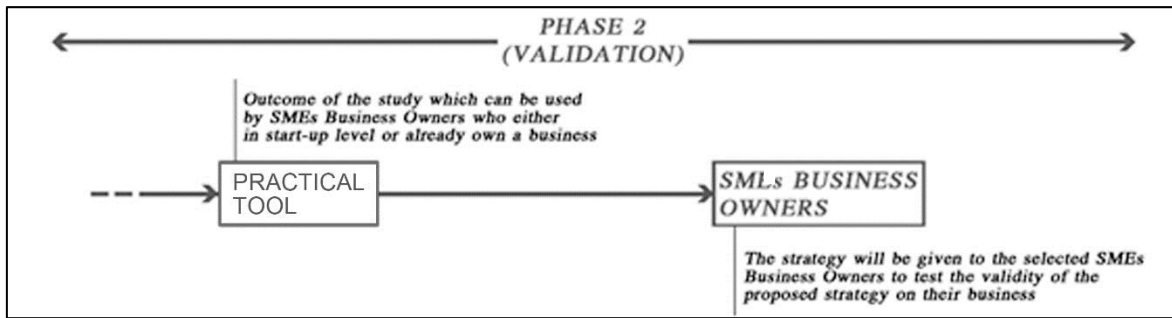 PHASE 2
(VALIDATION)
Outcome of the study which can be used
by SMEs Business Owners who either
in start-up level or already own a business
PRACTICAL
TOOL
SMLs BUSINESS
OWNERS
The strategy will be given to the selected SMEs
Business Owners to test the validity of the
proposed strategy on their business